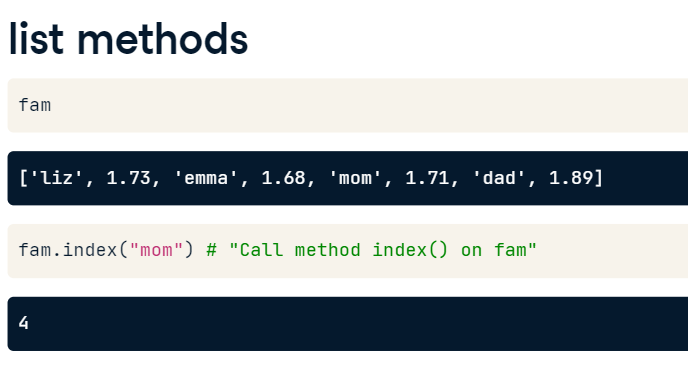 list methods
fam
['liz', 1.73, 'emma', 1.68, 'mom', 1.71, 'dad', 1.89]
fam.index("mom") # "Call method index() on fam"
4